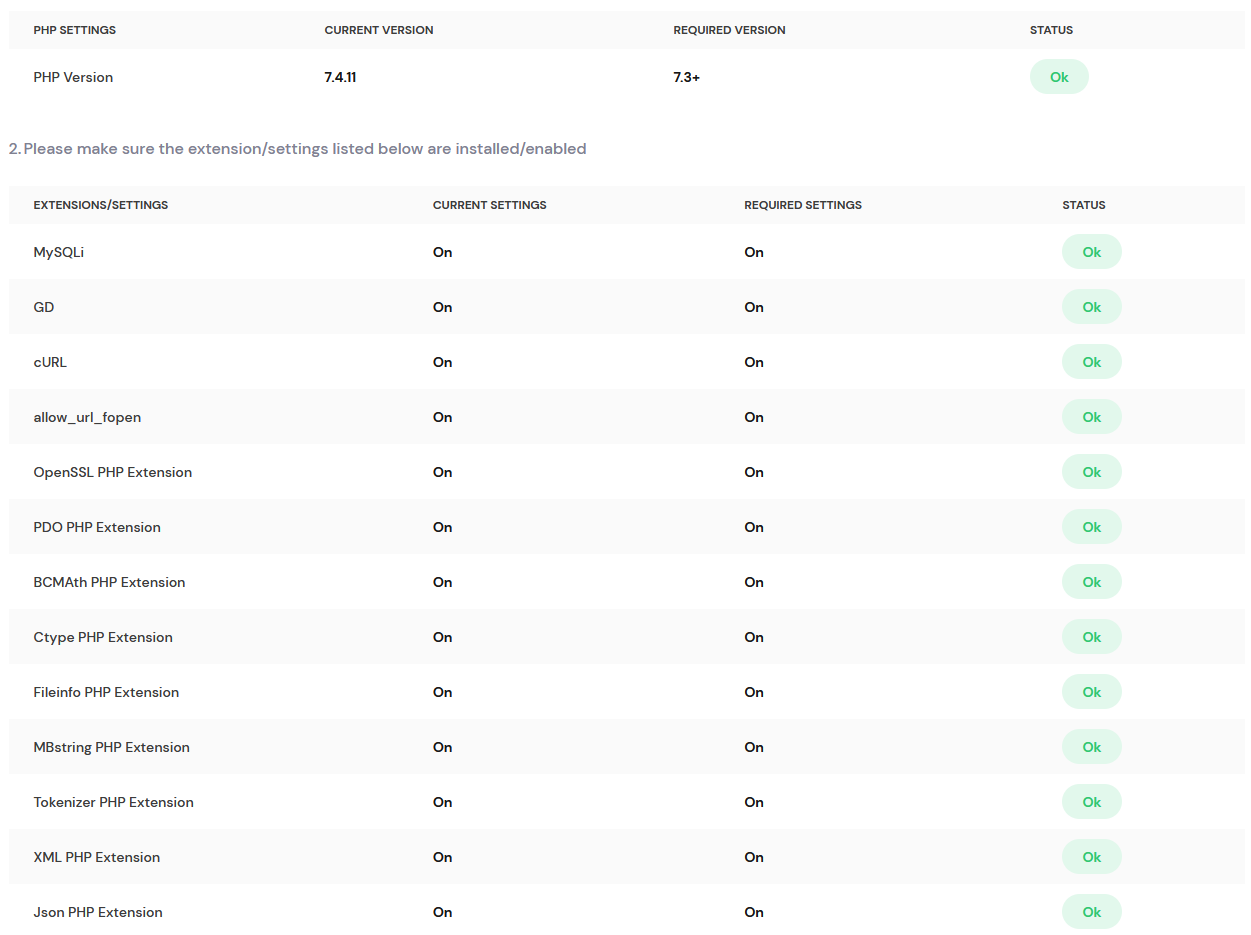 PHP SETTINGS CURRENT VERSION REQUIRED VERSION STATUS
PHP Version 7.4.11 7.3+ Ok
2. Please make sure the extension/settings listed below are installed/enabled
EXTENSIONS/SETTINGS CURRENT SETTINGS REQUIRED SETTINGS STATUS
MySQLi On On Ok
GD On On Ok
cURL On On Ok
allow_url_fopen On On Ok
OpenSSL PHP Extension On On Ok
PDO PHP Extension On On Ok
BCMAth PHP Extension On On Ok
Ctype PHP Extension On On Ok
Fileinfo PHP Extension On On Ok
MBstring PHP Extension On On Ok
Tokenizer PHP Extension On On Ok
XML PHP Extension On On Ok
Json PHP Extension On On Ok